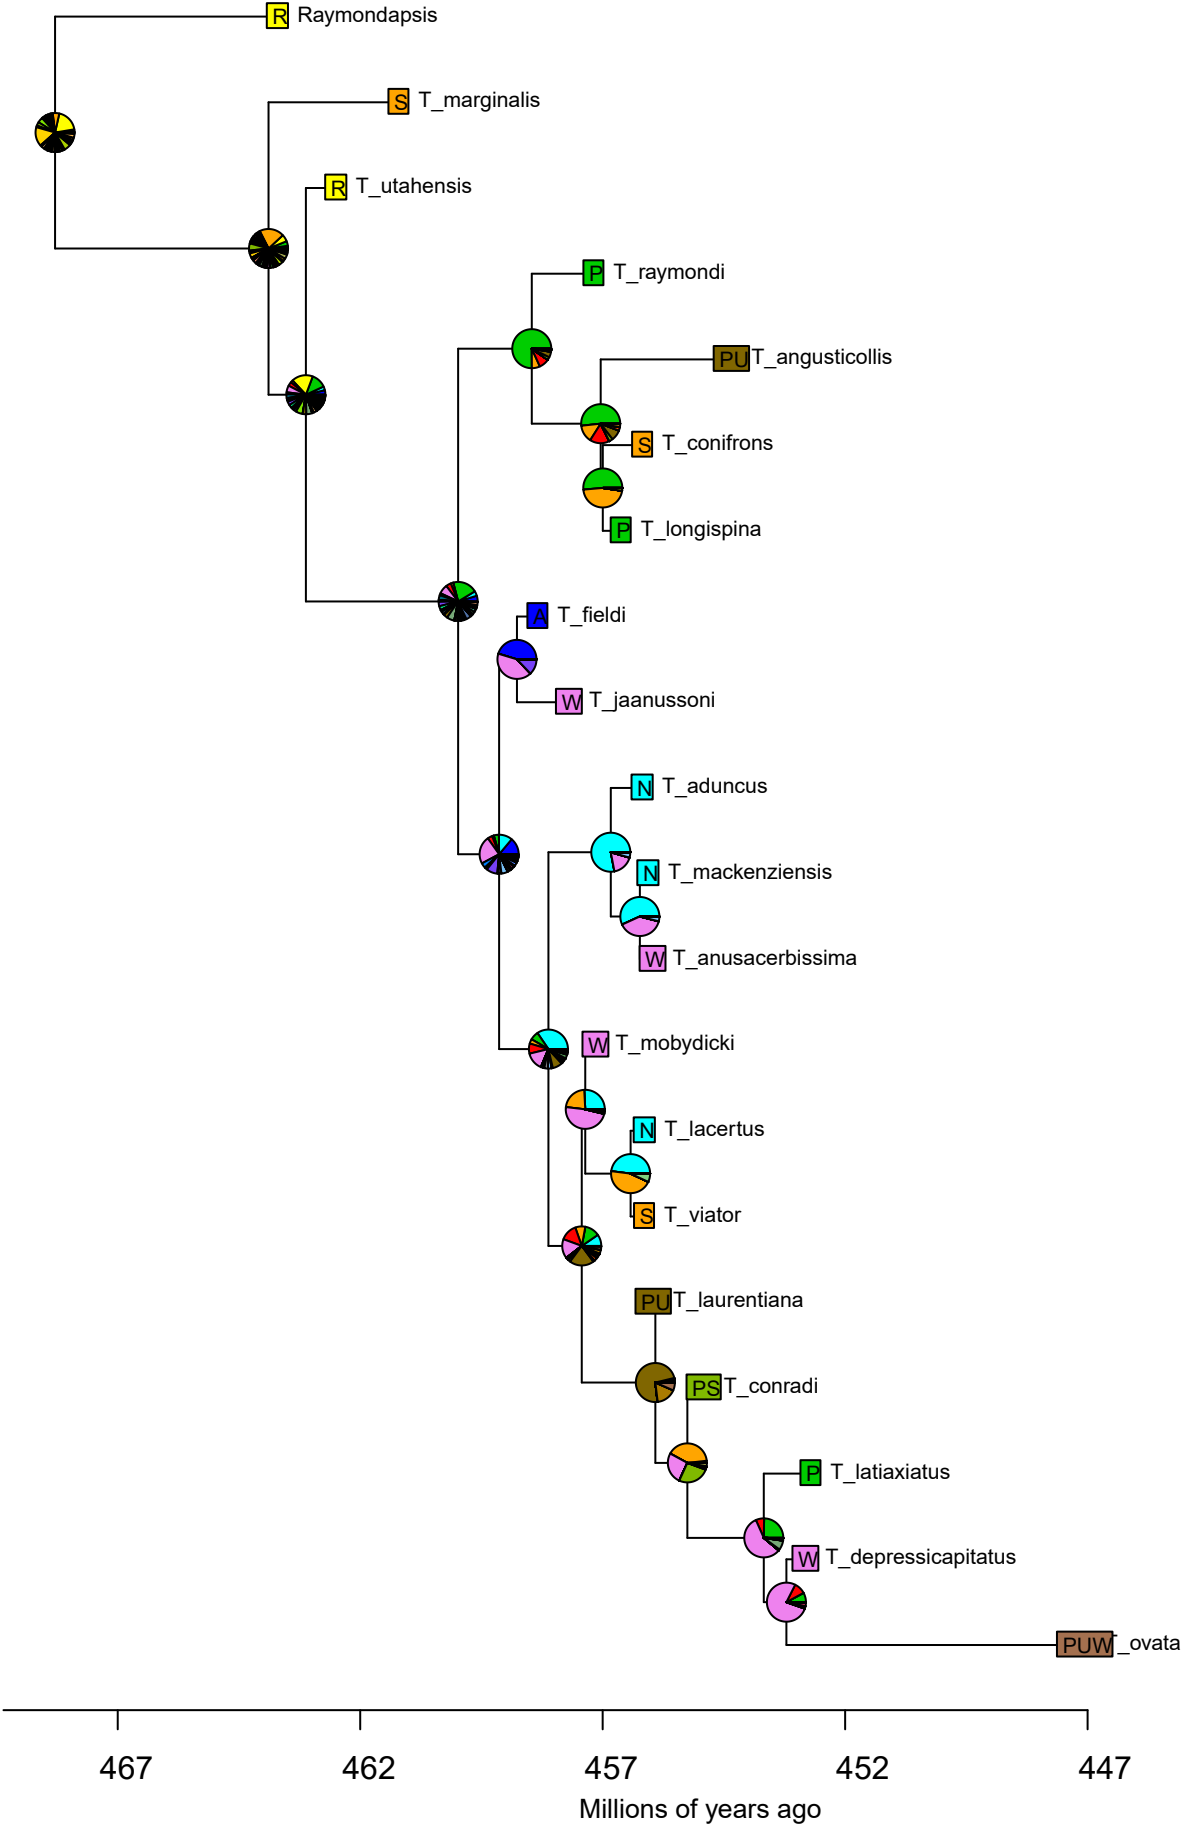 R Raymondapsis
S T_marginalis
R T_utahensis
P T_raymondi
PU T_angusticollis
S T_conifrons
P T_longispina
A T_fieldi
W T_jaanussoni
N T_aduncus
N T_mackenziensis
W T_anusacerbissima
W T_mobydicki
N T_lacertus
S T_viator
PU T_laurentiana
PS T_conradi
P T_latiaxiatus
W T_depressicapitatus
PUW _ovata
467 462 457 452 447
Millions of years ago